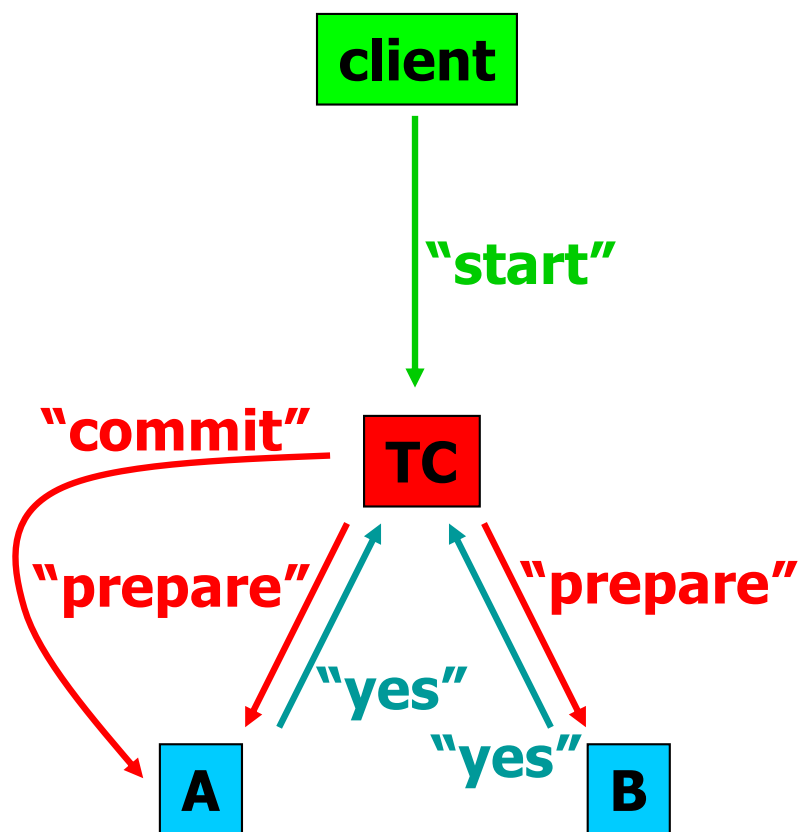 client
“start”
“commit”
TC
“prepare”
“prepare”
“yes”
“yes”
A
B